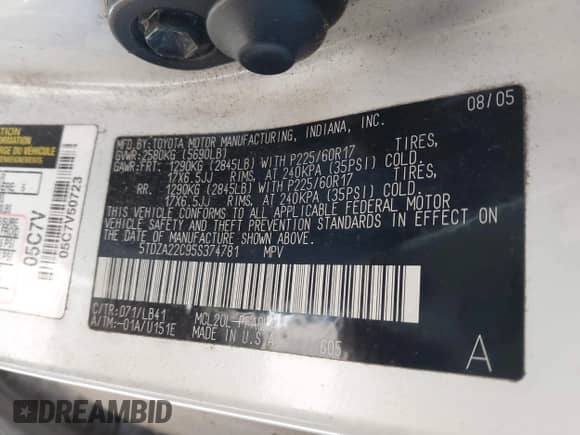 08/05
MFD.BY:TOYOTA MOTOR MANUFACTURING, INDIANA, INC.
GVWR:2580KG (5690LB)
GAWR:FRT: 1290KG (2845LB) WITH P225/60R17 TIRES,
17X6.5JJ RIMS, AT 240KPA (35PSI) COLD.
RR. 1290KG (2845LB) WITH P225/60R17 TIRES,
17X6.5JJ RIMS, AT 240KPA (35PSI) COLD.
THIS VEHICLE CONFORMS TO ALL APPLICABLE FEDERAL MOTOR
VEHICLE SAFETY AND THEFT PREVENTION STANDARDS IN EFFECT ON
THE DATE OF MANUFACTURE SHOWN ABOVE.
5TDZA22C95S374781 MPV
C/TR:071/LB41
A/TM:-01A/U151E
MADE IN U.S.A.
605
A
05C7V
05C7V50723
DREAMBID